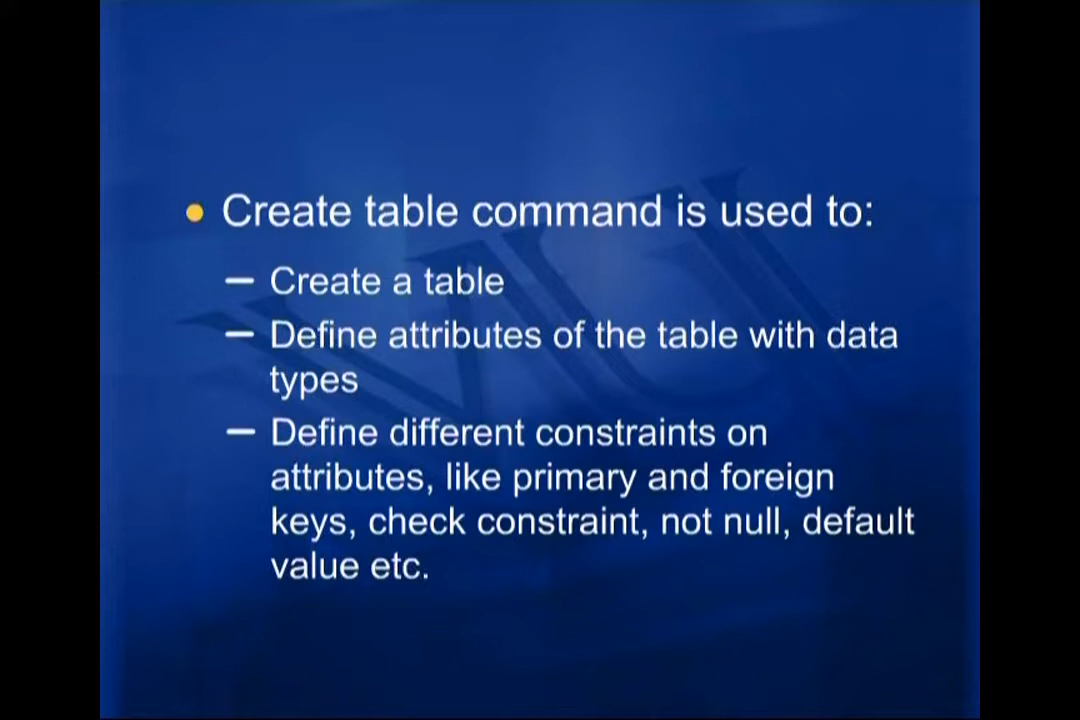 • Create table command is used to:
– Create a table
– Define attributes of the table with data
types
– Define different constraints on
attributes, like primary and foreign
keys, check constraint, not null, default
value etc.
VU